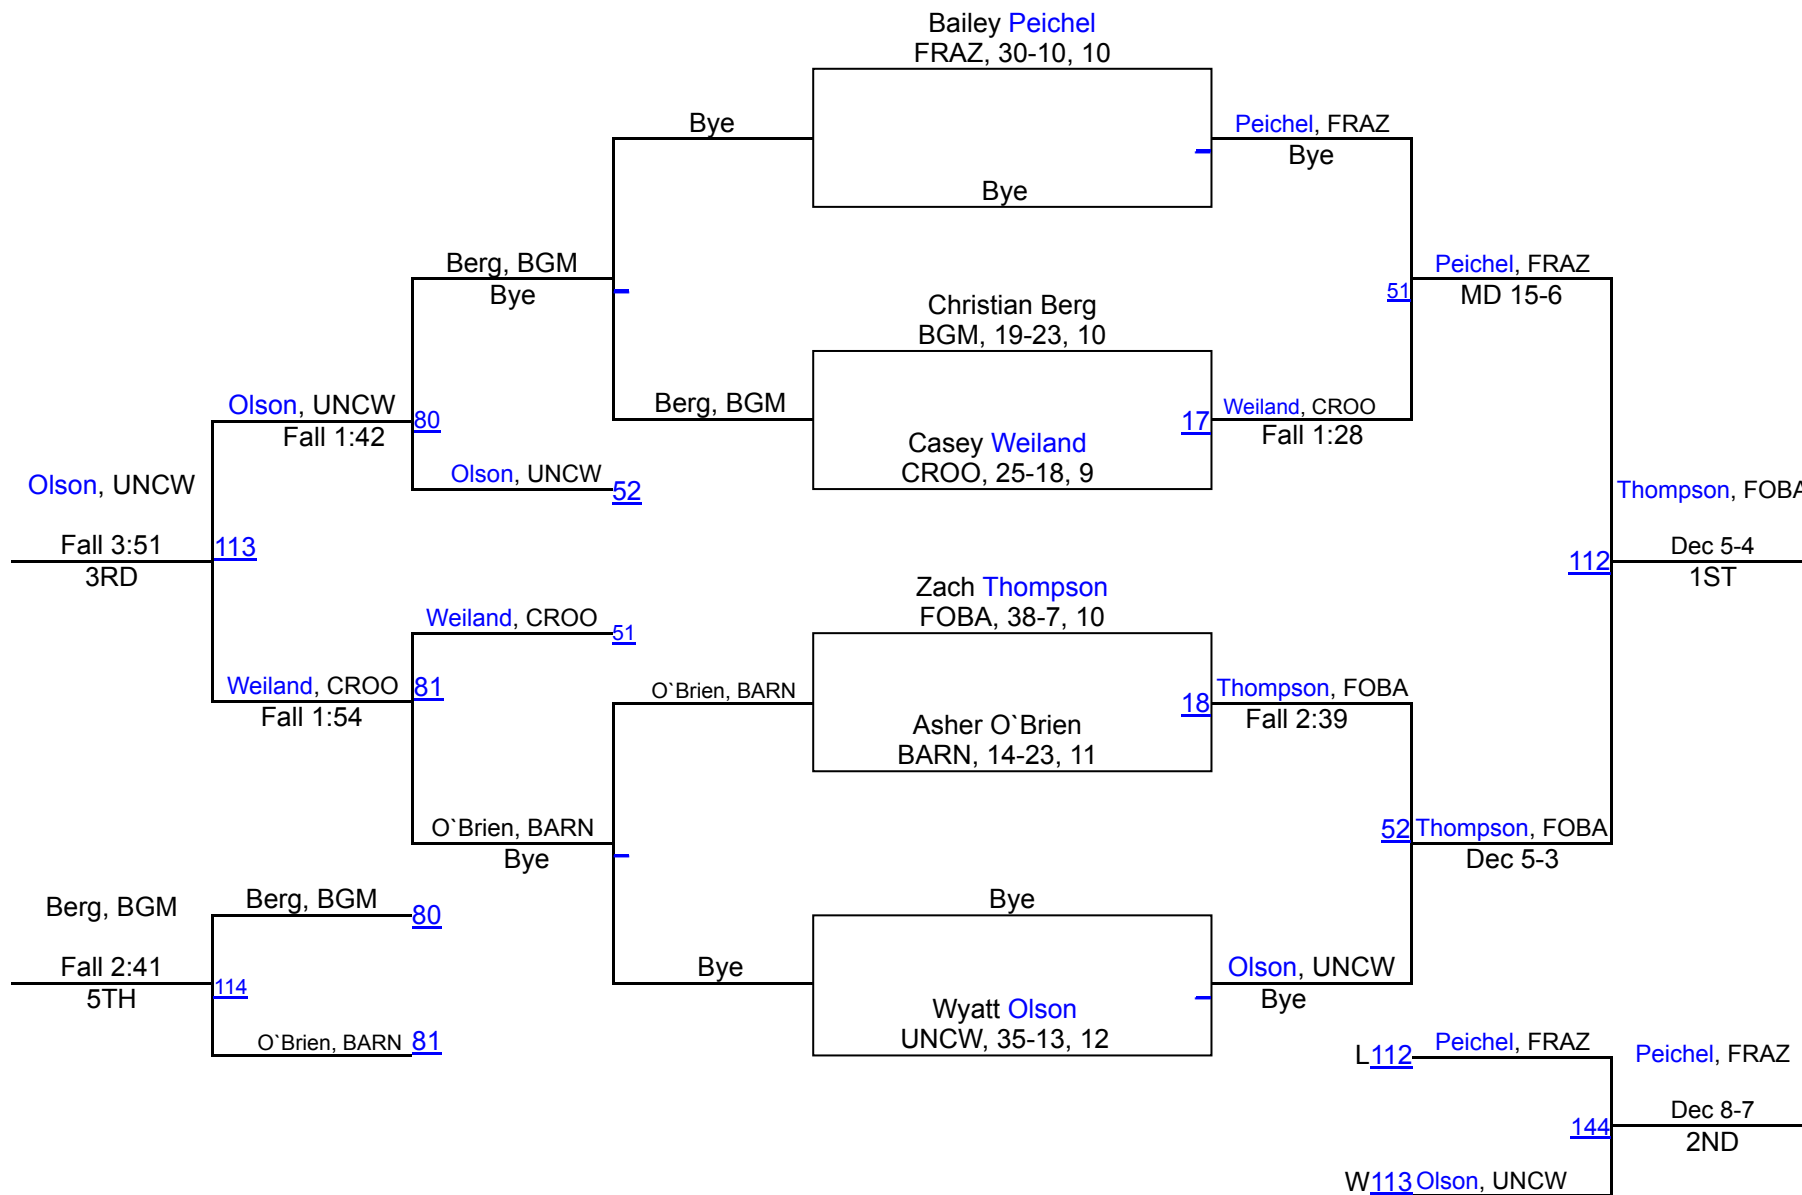 Bailey Peichel
FRAZ, 30-10, 10
Bye
Peichel, FRAZ
Bye
Bye
Berg, BGM
Bye
Peichel, FRAZ
51
MD 15-6
Christian Berg
BGM, 19-23, 10
Berg, BGM
17
Weiland, CROO
Fall 1:28
Casey Weiland
CROO, 25-18, 9
Olson, UNCW
80
Fall 1:42
Olson, UNCW
52
Olson, UNCW
Fall 3:51
113
3RD
Thompson, FOBA
112
Dec 5-4
1ST
Zach Thompson
FOBA, 38-7, 10
Weiland, CROO
51
Weiland, CROO
81
Fall 1:54
O`Brien, BARN
18
Thompson, FOBA
Fall 2:39
Asher O`Brien
BARN, 14-23, 11
O`Brien, BARN
Bye
52
Thompson, FOBA
Dec 5-3
Berg, BGM
Berg, BGM
80
Bye
Fall 2:41
114
5TH
Bye
Olson, UNCW
Bye
Wyatt Olson
UNCW, 35-13, 12
O`Brien, BARN
81
L112
Peichel, FRAZ
Peichel, FRAZ
144
Dec 8-7
2ND
W113
Olson, UNCW